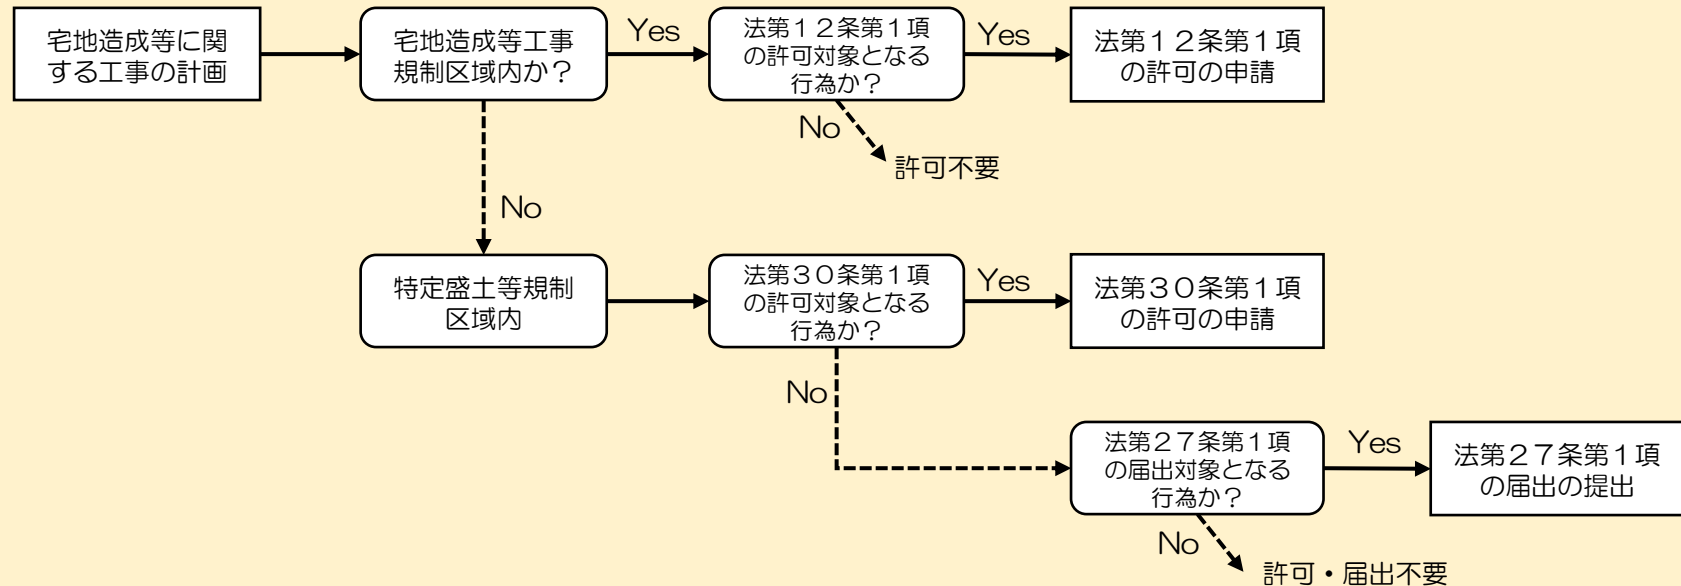 宅地造成等に関
する工事の計画
宅地造成等工事
規制区域内か？
Yes
法第１２条第１項
の許可対象となる
行為か？
Yes
法第１２条第１項
の許可の申請
No
許可不要
No
特定盛土等規制
区域内
法第３０条第１項
の許可対象となる
行為か？
Yes
法第３０条第１項
の許可の申請
No
法第２７条第１項
の届出対象となる
行為か？
Yes
法第２７条第１項
の届出の提出
No
許可・届出不要